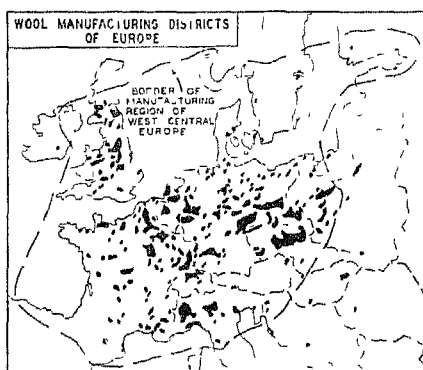 WOOL MANUFACTURING DISTRICTS
OF EUROPE
BORDER OF
MANUFACTURING
REGION OF
WEST CENTRAL
EUROPE